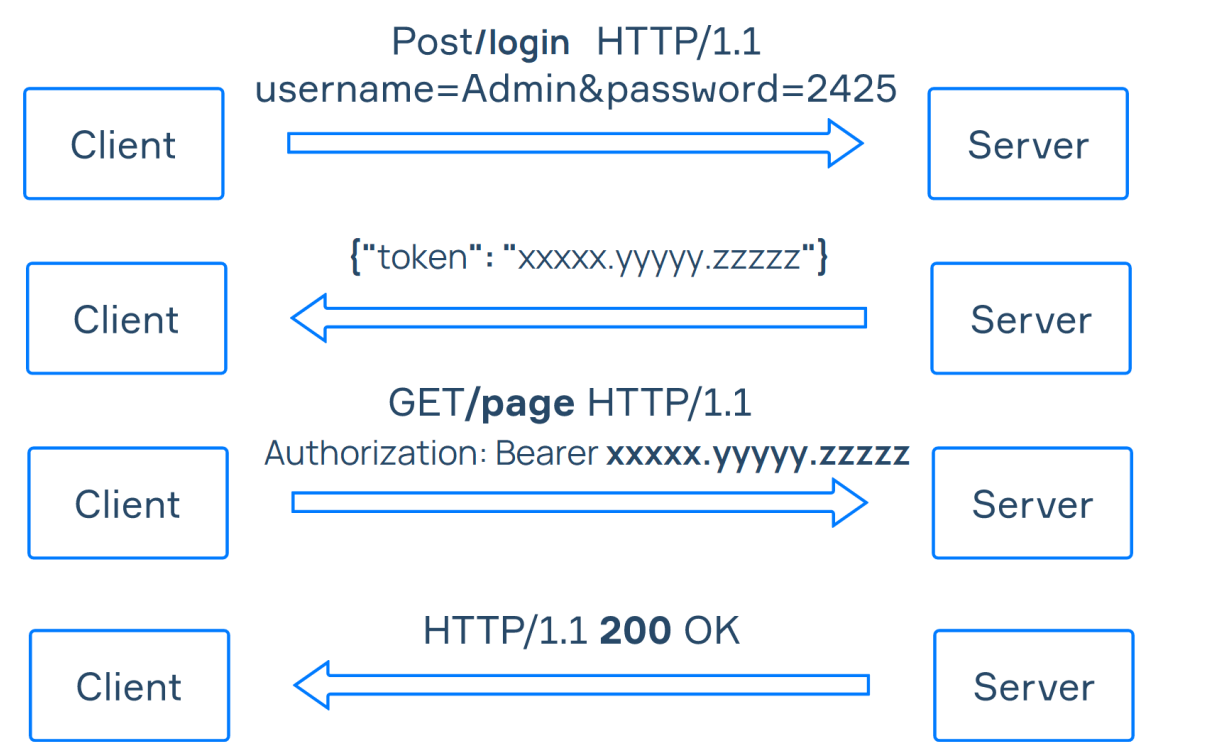 Post/login HTTP/1.1
username=Admin&password=2425
Client
Server
{"token": "xxxxx.yyyyy.zzzzz"}
Client
Server
GET/page HTTP/1.1
Authorization: Bearer xxxxx.yyyyy.zzzzz
Client
Server
HTTP/1.1 200 OK
Client
Server